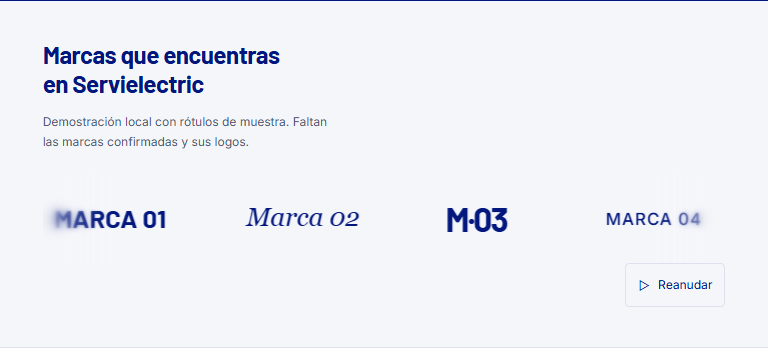 Marcas que encuentras
en Servielectric
Demostración local con rótulos de muestra. Faltan
las marcas confirmadas y sus logos.
MARCA 01
Marca 02
M·03
MARCA 04
Reanudar